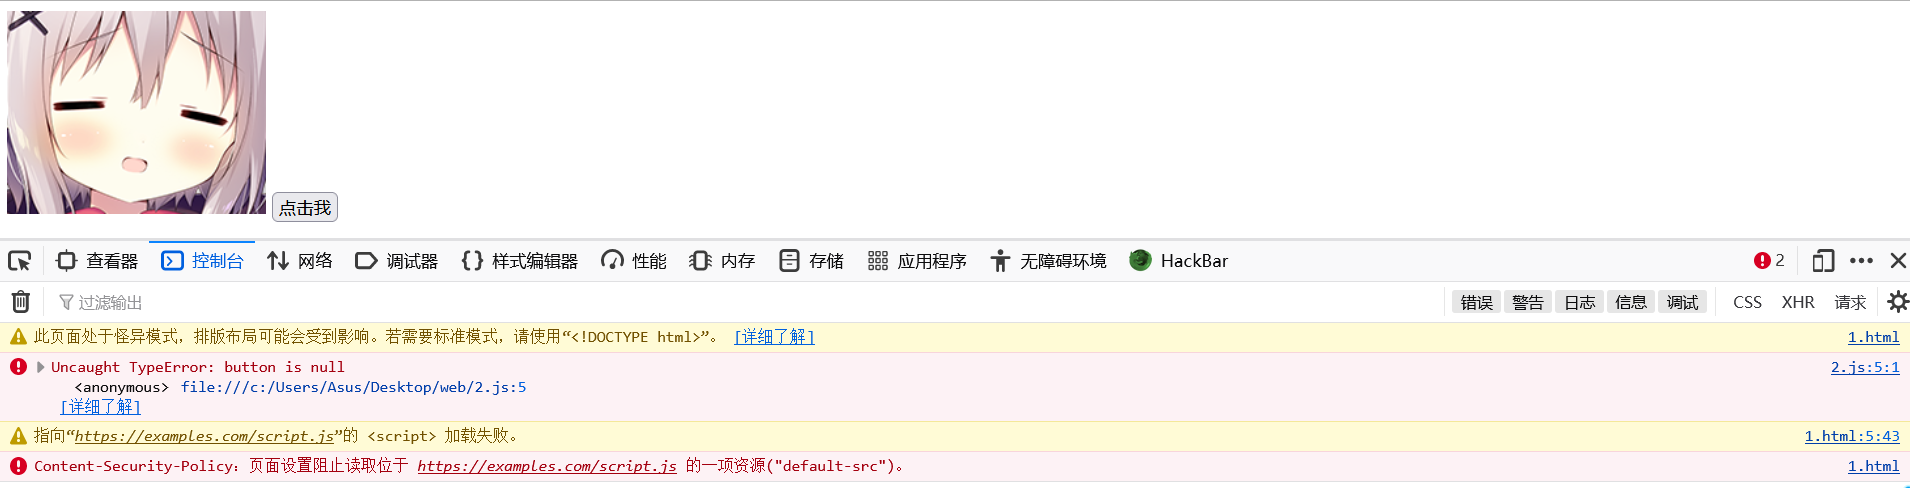 点击我
查看器 控制台 网络 调试器 样式编辑器 性能 内存 存储 应用程序 无障碍环境 HackBar 2
过滤输出 错误 警告 日志 信息 调试 CSS XHR 请求
此页面处于怪异模式，排版布局可能会受到影响。若需要标准模式，请使用“<!DOCTYPE html>”。 [详细了解] 1.html
Uncaught TypeError: button is null 2.js:5:1
<anonymous> file:///c:/Users/Asus/Desktop/web/2.js:5
[详细了解]
指向“https://examples.com/script.js”的 <script> 加载失败。 1.html:5:43
Content-Security-Policy: 页面设置阻止读取位于 https://examples.com/script.js 的一项资源("default-src")。 1.html